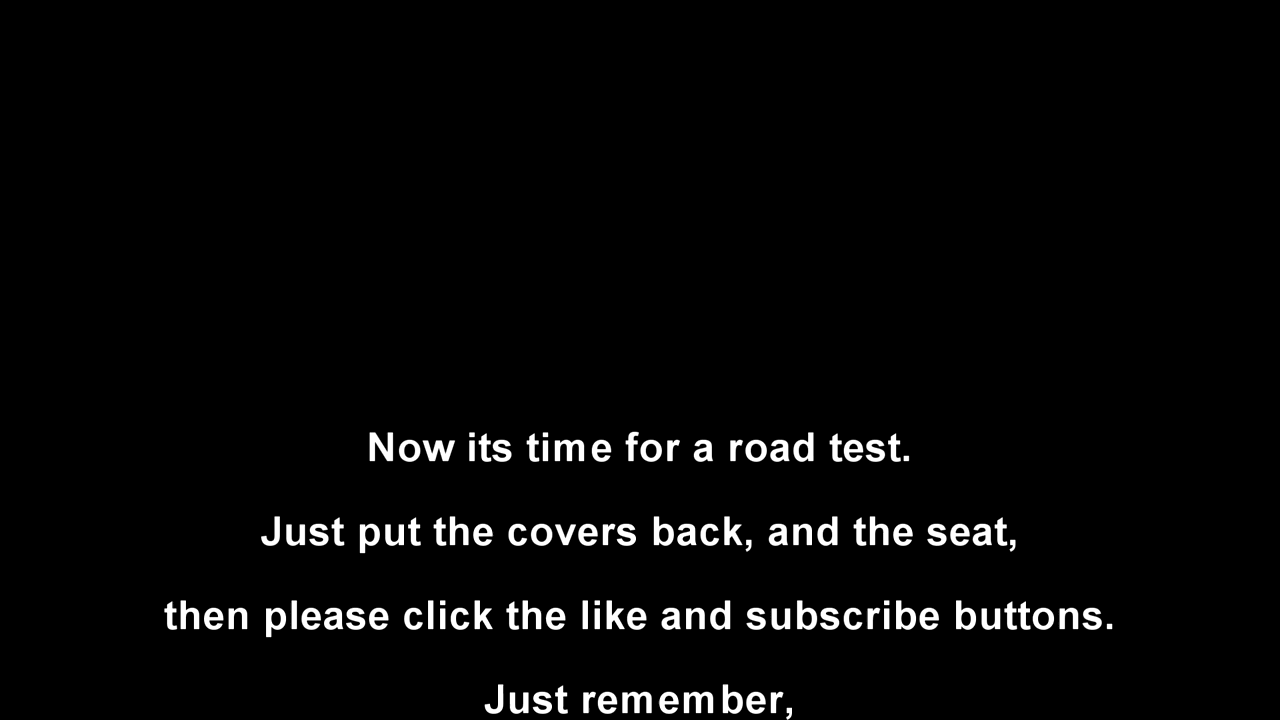 Now its time for a road test.
Just put the covers back, and the seat,
then please click the like and subscribe buttons.
Just remember,